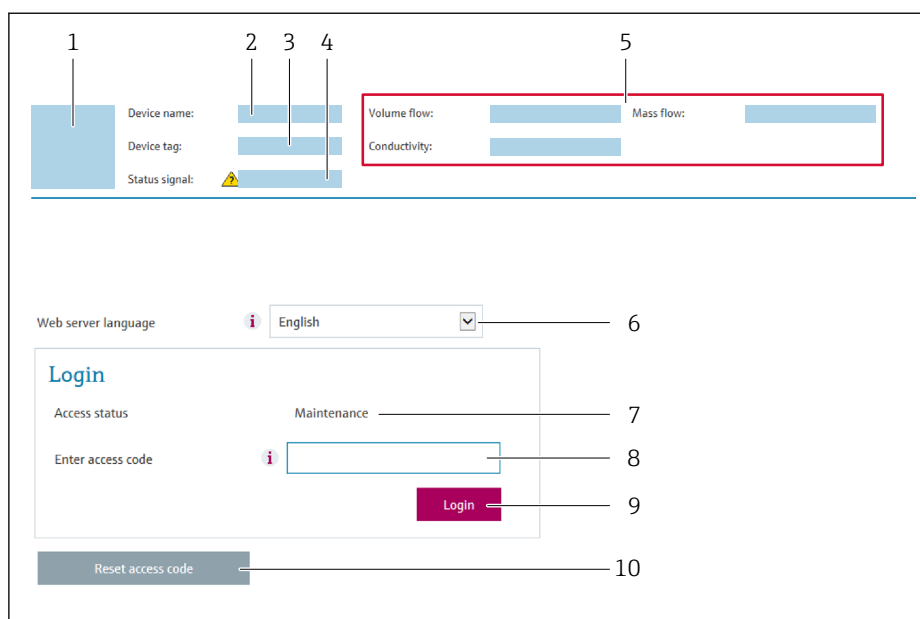 1 2 3 4 5
Device name: Volume flow: Mass flow:
Device tag: Conductivity:
Status signal: ?
Web server language i English 6
Login
Access status Maintenance 7
Enter access code i 8
Login 9
Reset access code 10